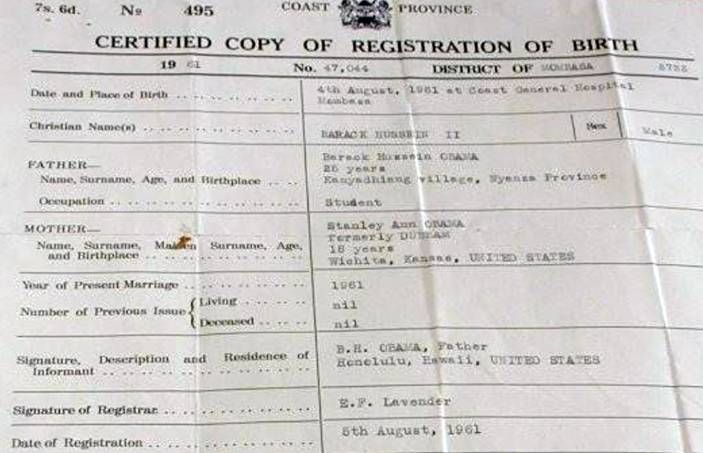 7s. 6d. No 495 COAST PROVINCE.
CERTIFIED COPY OF REGISTRATION OF BIRTH
19 61 No. 47,044 DISTRICT OF MOMBASA
Date and Place of Birth 4th August, 1961 at Coast General Hospital
Mombasa
Christian Name(s) BARACK HUSSEIN II Sex Male
FATHER—
Barack Hussein OBAMA
Name, Surname, Age, and Birthplace 26 years
Kanyadhiang village, Nyanza Province
Occupation Student
MOTHER—
Stanley Ann OBAMA
formerly DUNHAM
Name, Surname, Maiden Surname, Age,
and Birthplace 18 years
Wichita, Kansas, UNITED STATES
Year of Present Marriage 1961
Number of Previous Issue { Living nil
Deceased nil
Signature, Description and Residence of
Informant B.H. OBAMA, Father
Honolulu, Hawaii, UNITED STATES
Signature of Registrar E.F. Lavender
Date of Registration 5th August, 1961